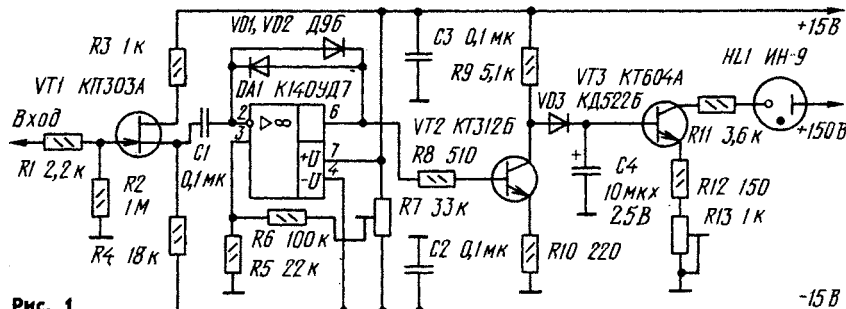 VD1, VD2 Д9Б
+15В
R3 1к
C3 0,1мк
HL1 ИН-9
VT1 КП303А
DA1 К140УД7
R9 5,1к
VT3 КТ604А
VD3 КД522Б
Вход
2
3
▷∞
6
VT2 КТ312Б
R11 3,6к
+150В
R1 2,2к
C1
0,1мк
+U
7
-U
4
R8 510
+
C4
10мк×
25В
R12 150
R2
1М
R7 33к
R13 1к
R4 18к
R6 100к
R5 22к
C2 0,1мк
R10 220
Рис. 1
-15В